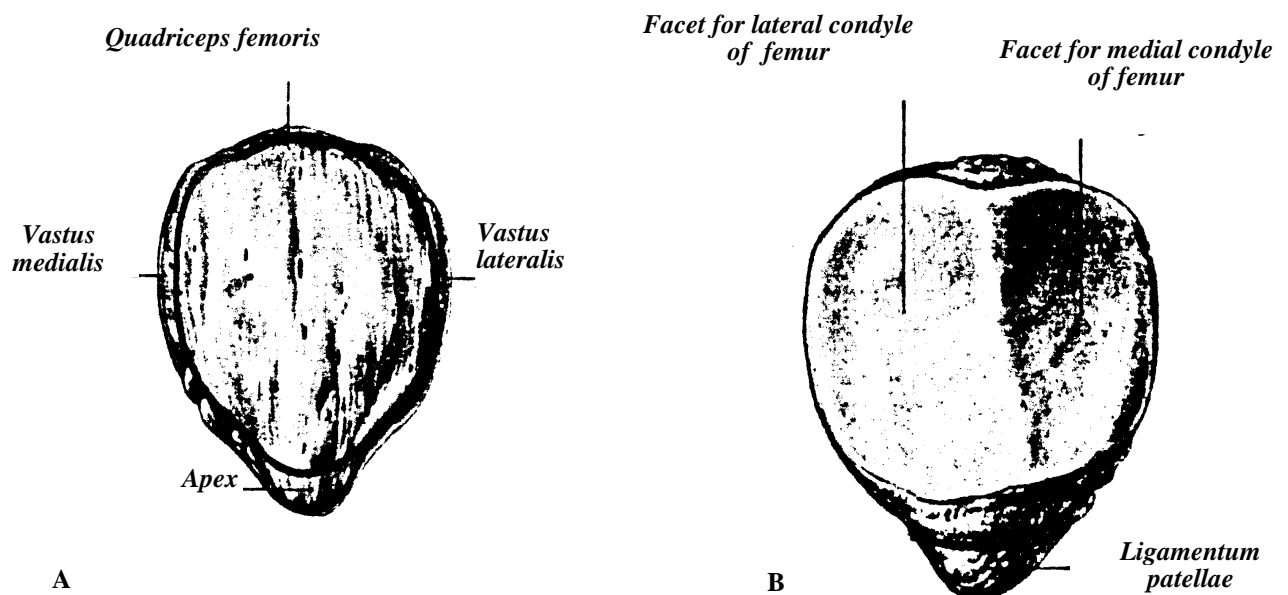 Quadriceps femoris
Vastus
medialis
Vastus
lateralis
Apex
A
Facet for lateral condyle
of femur
Facet for medial condyle
of femur
Ligamentum
patellae
B